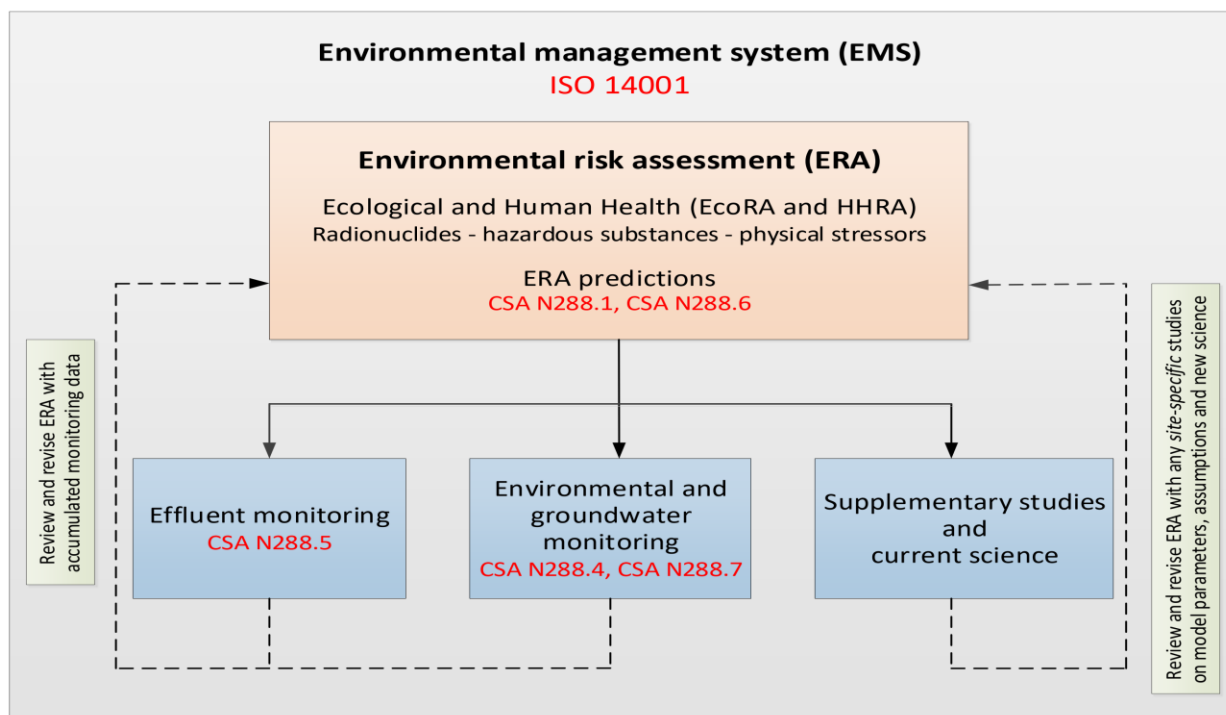 Environmental management system (EMS)
ISO 14001
Environmental risk assessment (ERA)
Ecological and Human Health (EcoRA and HHRA)
Radionuclides - hazardous substances - physical stressors
ERA predictions
CSA N288.1, CSA N288.6
Review and revise ERA with
accumulated monitoring data
Effluent monitoring
CSA N288.5
Environmental and
groundwater
monitoring
CSA N288.4, CSA N288.7
Supplementary studies
and
current science
Review and revise ERA with any site-specific studies
on model parameters, assumptions and new science